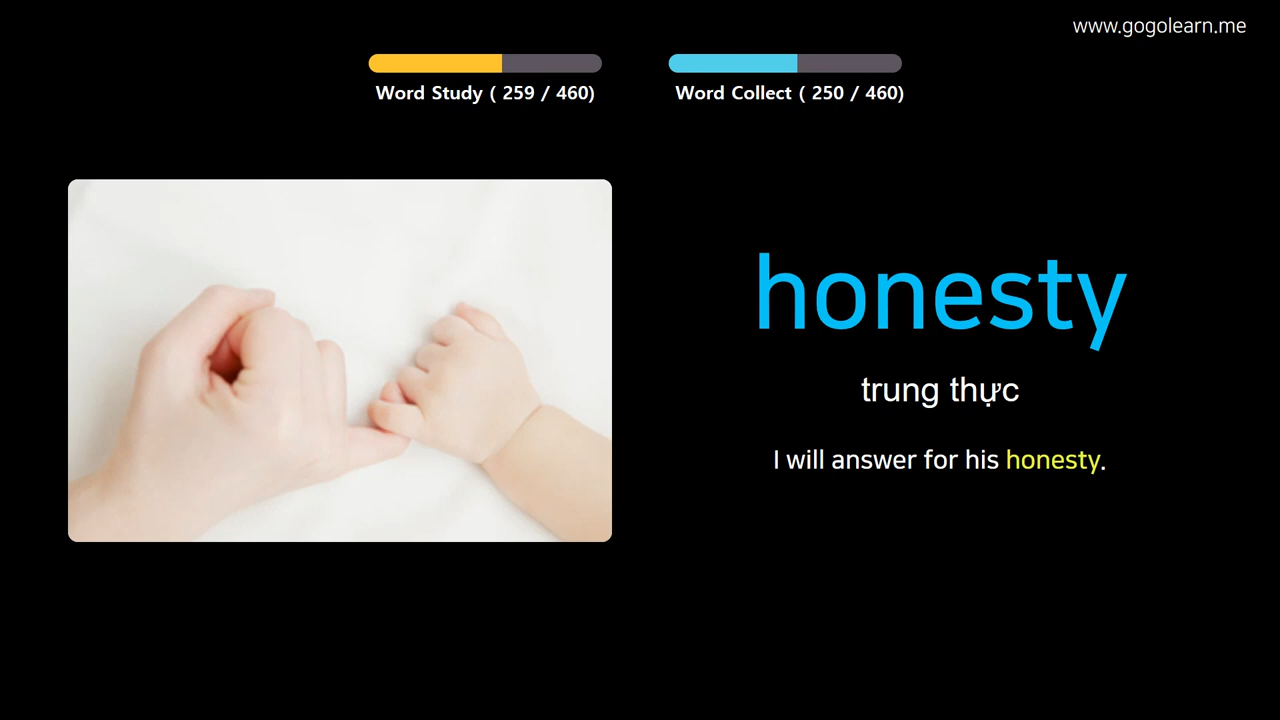 www.gogolearn.me
Word Study ( 259 / 460)
Word Collect ( 250 / 460)
honesty
trung thực
I will answer for his honesty.